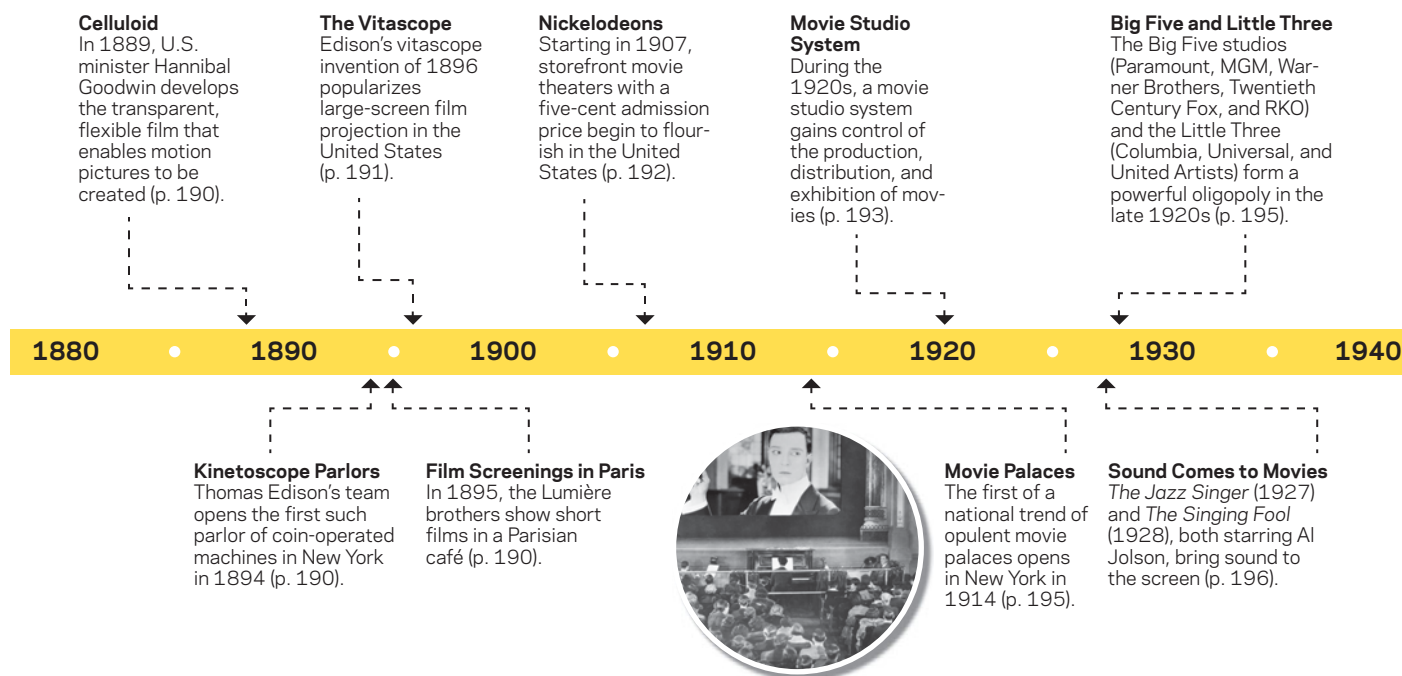 Celluloid
In 1889, U.S.
minister Hannibal
Goodwin develops
the transparent,
flexible film that
enables motion
pictures to be
created (p. 190).
The Vitascope
Edison’s vitascope
invention of 1896
popularizes
large-screen film
projection in the
United States
(p. 191).
Nickelodeons
Starting in 1907,
storefront movie
theaters with a
five-cent admission
price begin to flour-
ish in the United
States (p. 192).
Movie Studio
System
During the
1920s, a movie
studio system
gains control of
the production,
distribution, and
exhibition of mov-
ies (p. 193).
Big Five and Little Three
The Big Five studios
(Paramount, MGM, War-
ner Brothers, Twentieth
Century Fox, and RKO)
and the Little Three
(Columbia, Universal, and
United Artists) form a
powerful oligopoly in the
late 1920s (p. 195).
1880 1890 1900 1910 1920 1930 1940
Kinetoscope Parlors
Thomas Edison’s team
opens the first such
parlor of coin-operated
machines in New York
in 1894 (p. 190).
Film Screenings in Paris
In 1895, the Lumière
brothers show short
films in a Parisian
café (p. 190).
Movie Palaces
The first of a
national trend of
opulent movie
palaces opens
in New York in
1914 (p. 195).
Sound Comes to Movies
The Jazz Singer (1927)
and The Singing Fool
(1928), both starring Al
Jolson, bring sound to
the screen (p. 196).